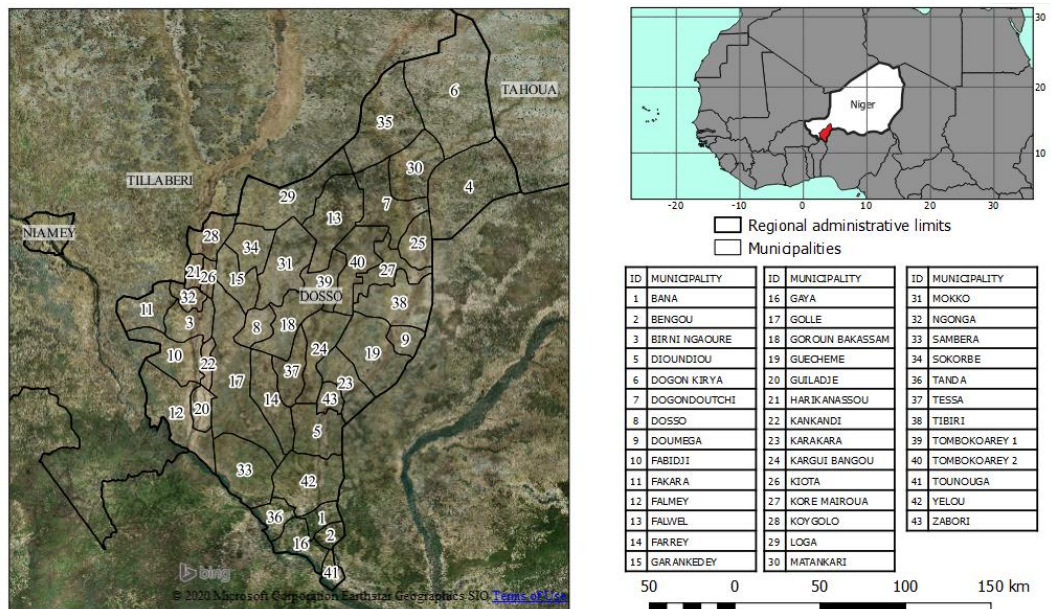 TAHOUA
6
35
30
TILLABERI
4
29
7
13
NIAMEY
28
34
25
31
40
21
26
15
39
27
DOSSO
32
38
11
3
8
18
9
24
10
19
22
37
17
23
14
43
20
12
5
33
42
36
1
2
16
41
bing
© 2020 Microsoft Corporation Earthstar Geographics SIO Terms of Use
30
20
10
Niger
-20
-10
0
10
20
30
Regional administrative limits
Municipalities
ID MUNICIPALITY
1 BANA
2 BENGOU
3 BIRNI NGAOURE
5 DIOUNDIOU
6 DOGON KIRYA
7 DOGONDOUTCHI
8 DOSSO
9 DOUMEGA
10 FABIDJI
11 FAKARA
12 FALMEY
13 FALWEL
14 FARREY
15 GARANKEDEY
ID MUNICIPALITY
16 GAYA
17 GOLLE
18 GOROUN BAKASSAM
19 GUECHEME
20 GUILADJE
21 HARIKANASSOU
22 KANKANDI
23 KARAKARA
24 KARGUI BANGOU
26 KIOTA
27 KORE MAIROUA
28 KOYGOLO
29 LOGA
30 MATANKARI
ID MUNICIPALITY
31 MOKKO
32 NGONGA
33 SAMBERA
34 SOKORBE
36 TANDA
37 TESSA
38 TIBIRI
39 TOMBOKOAREY 1
40 TOMBOKOAREY 2
41 TOUNOUGA
42 YELOU
43 ZABORI
50 0 50 100 150 km